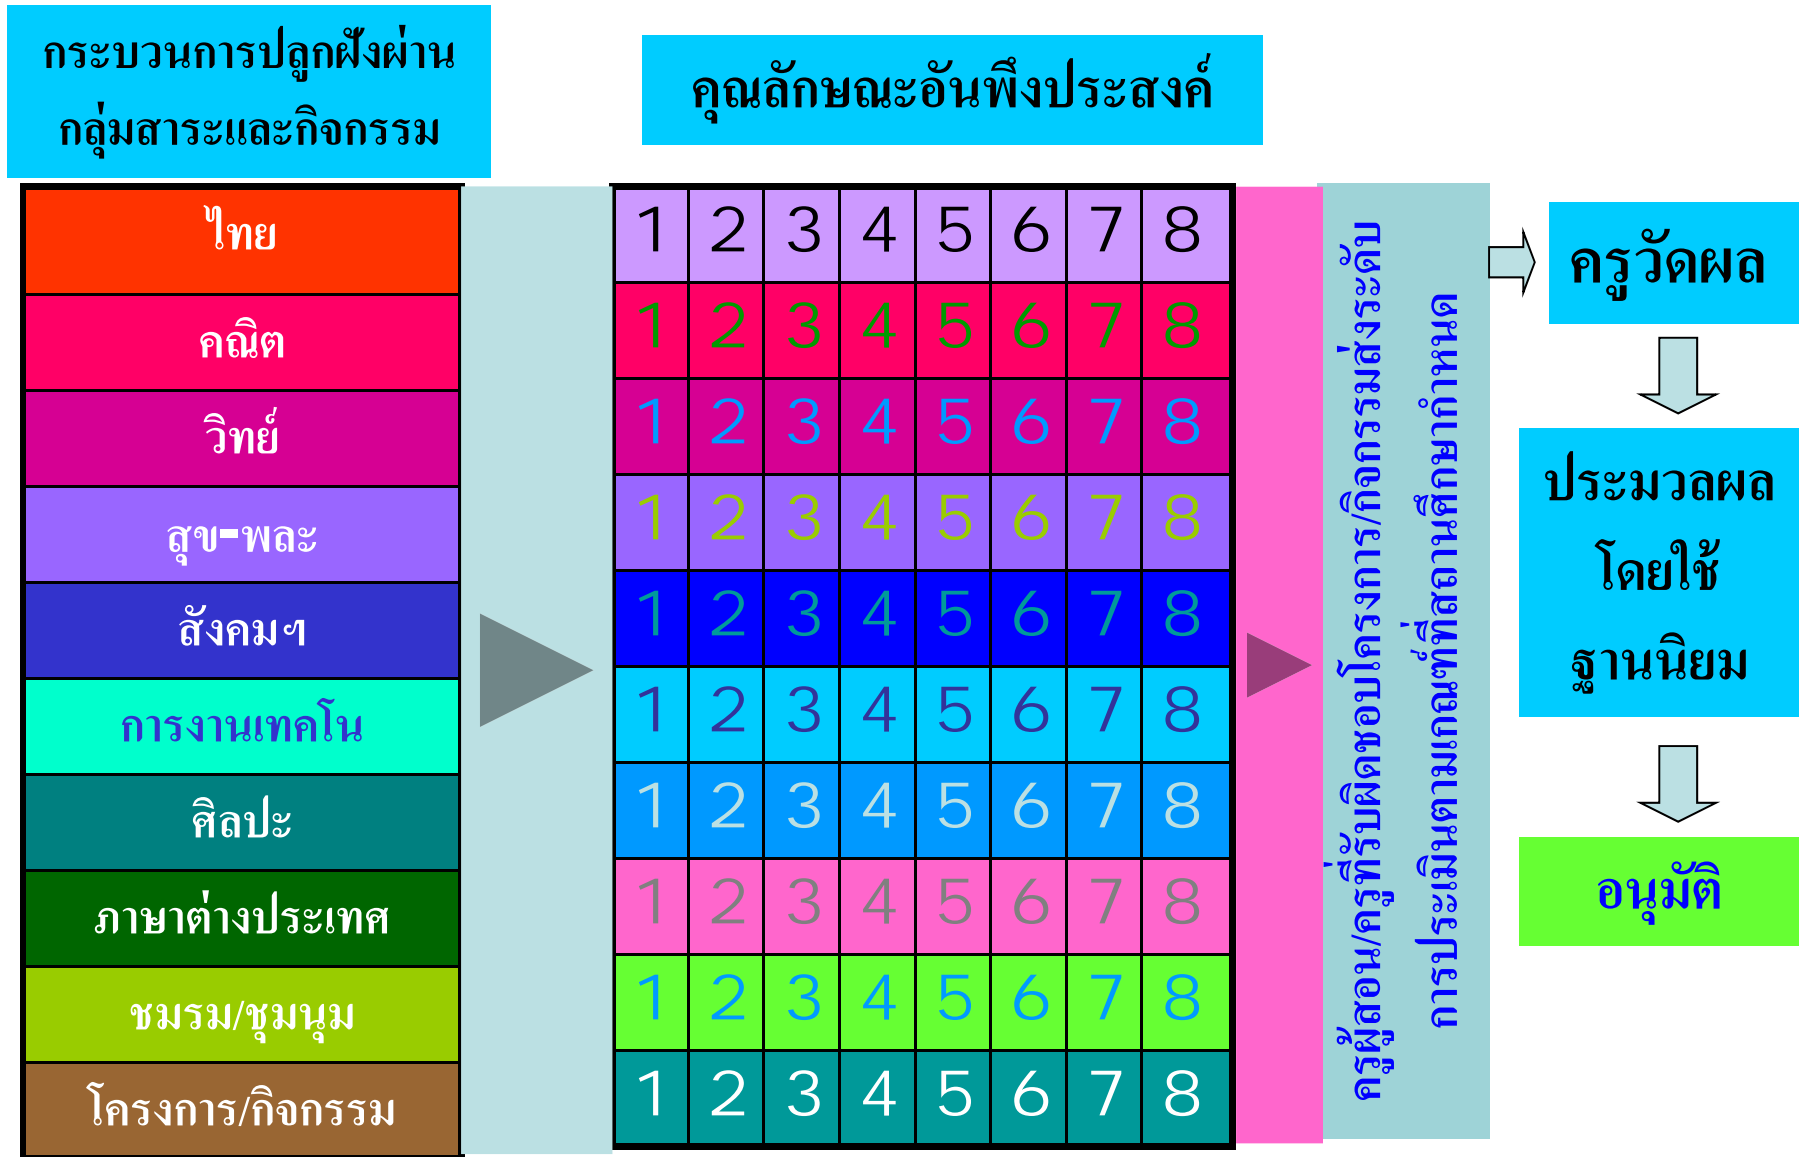 กระบวนการปลูกฝังผ่าน
กลุ่มสาระและกิจกรรม
คุณลักษณะอันพึงประสงค์
ไทย
คณิต
วิทย์
สุข-พละ
สังคมฯ
การงานเทคโน
ศิลปะ
ภาษาต่างประเทศ
ชมรม/ชุมนุม
โครงการ/กิจกรรม
1 2 3 4 5 6 7 8
1 2 3 4 5 6 7 8
1 2 3 4 5 6 7 8
1 2 3 4 5 6 7 8
1 2 3 4 5 6 7 8
1 2 3 4 5 6 7 8
1 2 3 4 5 6 7 8
1 2 3 4 5 6 7 8
1 2 3 4 5 6 7 8
1 2 3 4 5 6 7 8
ครูผู้สอน/ครูที่รับผิดชอบโครงการ/กิจกรรมส่งระดับ
การประเมินตามเกณฑ์ที่สถานศึกษากำหนด
ครูวัดผล
ประมวลผล
โดยใช้
ฐานนิยม
อนุมัติ